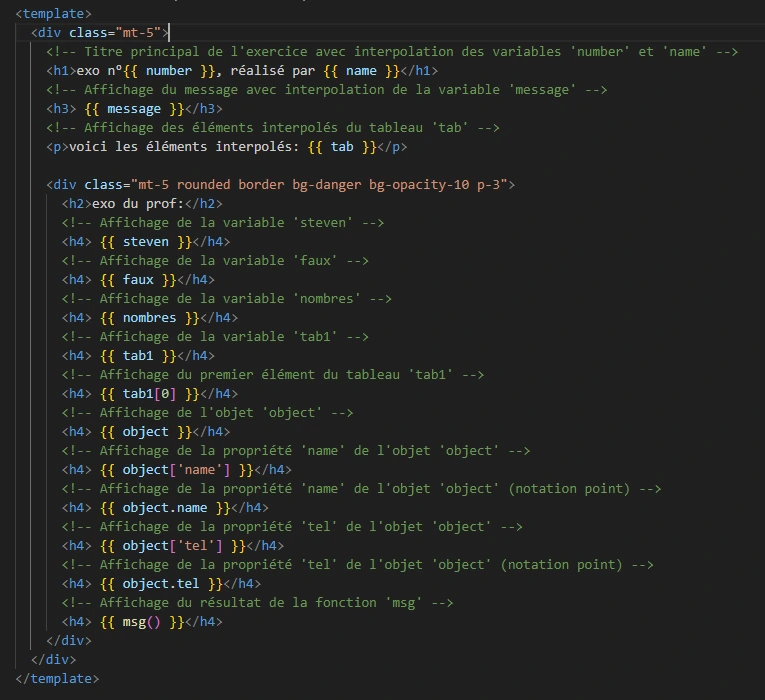 <template>
<div class="mt-5">
<!-- Titre principal de l'exercice avec interpolation des variables 'number' et 'name' -->
<h1>exo n°{{ number }}, réalisé par {{ name }}</h1>
<!-- Affichage du message avec interpolation de la variable 'message' -->
<h3> {{ message }}</h3>
<!-- Affichage des éléments interpolés du tableau 'tab' -->
<p>voici les éléments interpolés: {{ tab }}</p>
<div class="mt-5 rounded border bg-danger bg-opacity-10 p-3">
<h2>exo du prof:</h2>
<!-- Affichage de la variable 'steven' -->
<h4> {{ steven }}</h4>
<!-- Affichage de la variable 'faux' -->
<h4> {{ faux }}</h4>
<!-- Affichage de la variable 'nombres' -->
<h4> {{ nombres }}</h4>
<!-- Affichage de la variable 'tab1' -->
<h4> {{ tab1 }}</h4>
<!-- Affichage du premier élément du tableau 'tab1' -->
<h4> {{ tab1[0] }}</h4>
<!-- Affichage de l'objet 'object' -->
<h4> {{ object }}</h4>
<!-- Affichage de la propriété 'name' de l'objet 'object' -->
<h4> {{ object['name'] }}</h4>
<!-- Affichage de la propriété 'name' de l'objet 'object' (notation point) -->
<h4> {{ object.name }}</h4>
<!-- Affichage de la propriété 'tel' de l'objet 'object' -->
<h4> {{ object['tel'] }}</h4>
<!-- Affichage de la propriété 'tel' de l'objet 'object' (notation point) -->
<h4> {{ object.tel }}</h4>
<!-- Affichage du résultat de la fonction 'msg' -->
<h4> {{ msg() }}</h4>
</div>
</div>
</template>